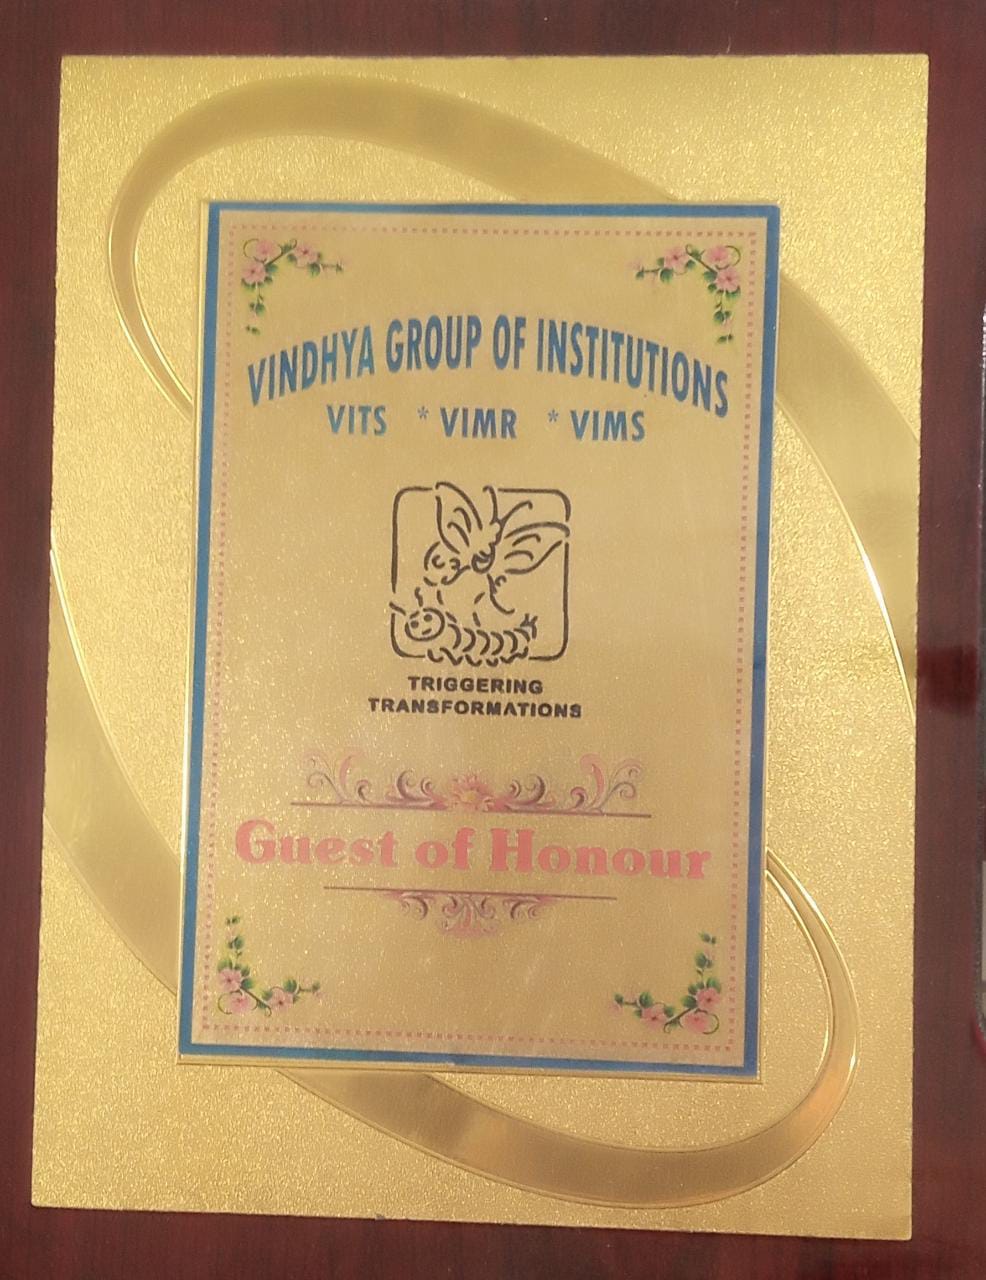 VINDHYA GROUP OF INSTITUTIONS
VITS * VIMR * VIMS
TRIGGERING
TRANSFORMATIONS
Guest of Honour